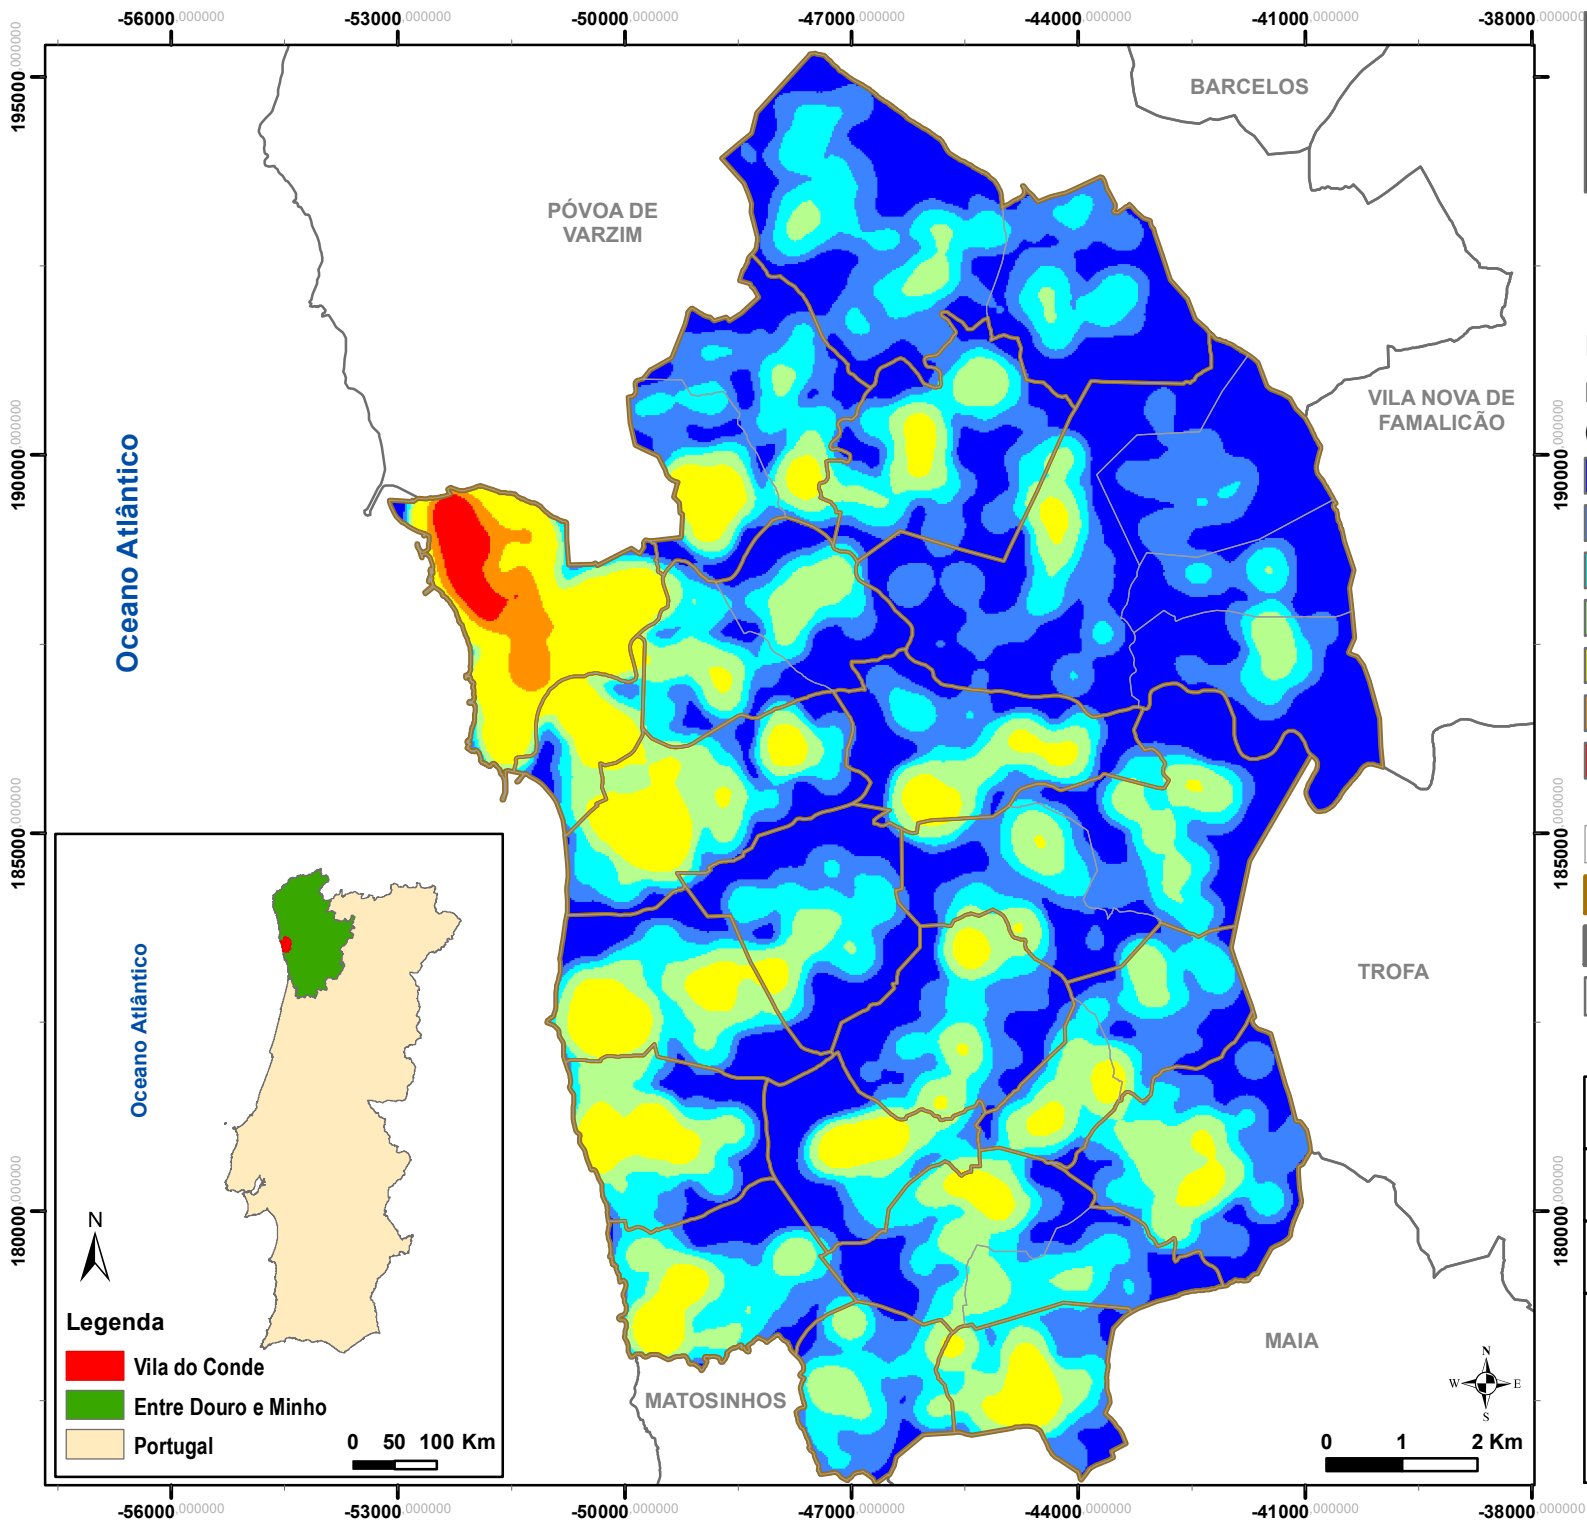 -56000,000000 -53000,000000 -50000,000000 -47000,000000 -44000,000000 -41000,000000 -38000,000000
195000,000000
190000,000000
185000,000000
180000,000000
BARCELOS
PÓVOA DE
VARZIM
VILA NOVA DE
FAMALICÃO
Oceano Atlântico
190000,000000
185000,000000
180000,000000
TROFA
MAIA
MATOSINHOS
Oceano Atlântico
N
Legenda
Vila do Conde
Entre Douro e Minho
Portugal
0 50 100 Km
N
W E
S
0 1 2 Km
-56000,000000 -53000,000000 -50000,000000 -47000,000000 -44000,000000 -41000,000000 -38000,000000